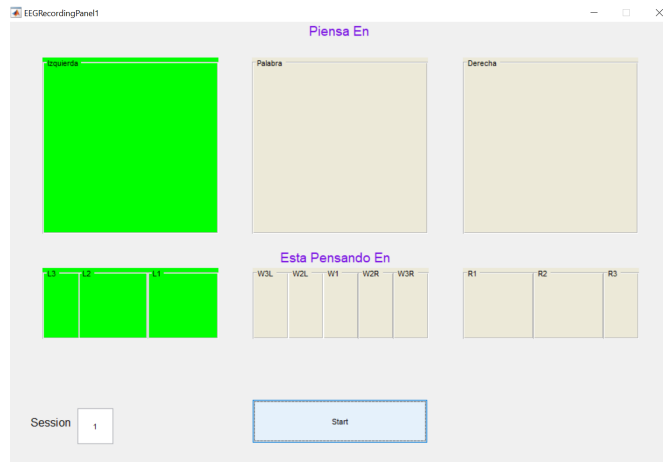 EEGRecordingPanel1
Piensa En
Izquierda Palabra Derecha
Esta Pensando En
L3 L2 L1 W3L W2L W1 W2R W3R R1 R2 R3
Session 1 Start